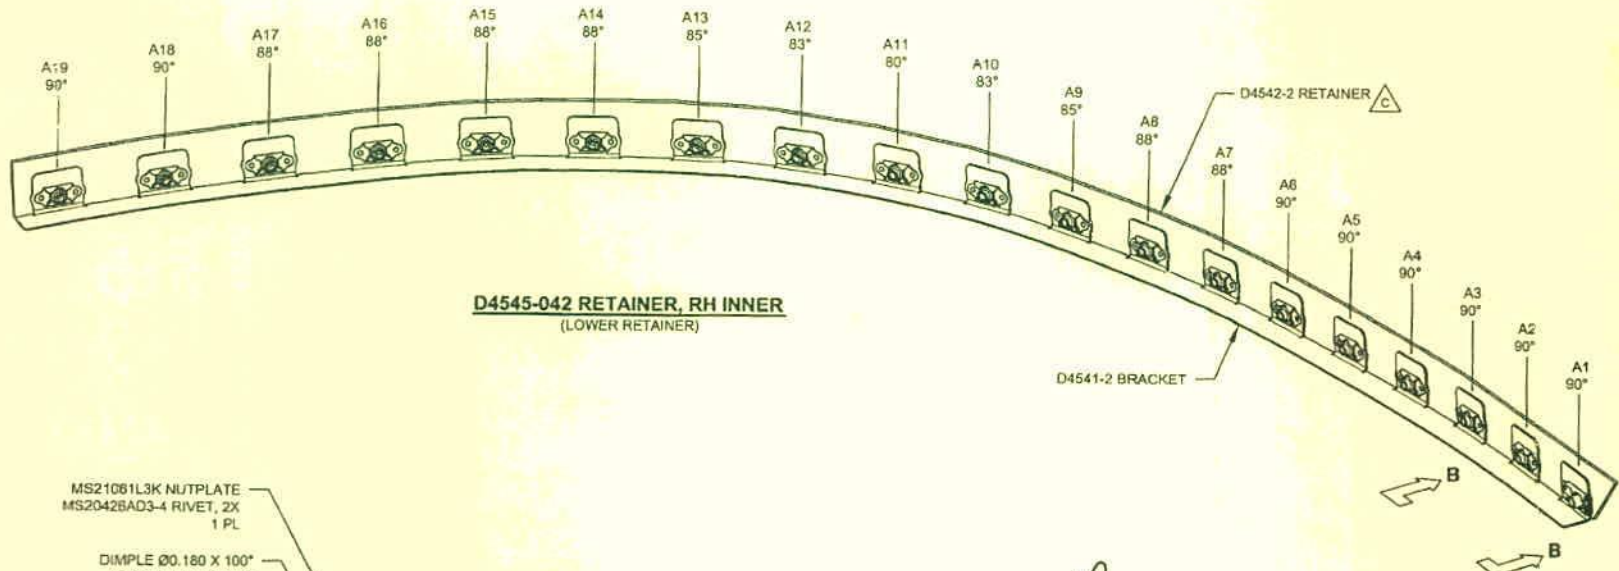 A19
90°
A18
90°
A17
88°
A16
88°
A15
88°
A14
88°
A13
85°
A12
83°
A11
80°
A10
83°
A9
85°
A8
88°
A7
88°
A6
90°
A5
90°
A4
90°
A3
90°
A2
90°
A1
90°
D4542-2 RETAINER C
D4545-042 RETAINER, RH INNER
(LOWER RETAINER)
D4541-2 BRACKET
B
B
MS21061L3K NUTPLATE
MS20426AD3-4 RIVET, 2X
1 PL
DIMPLE Ø0.180 X 100°